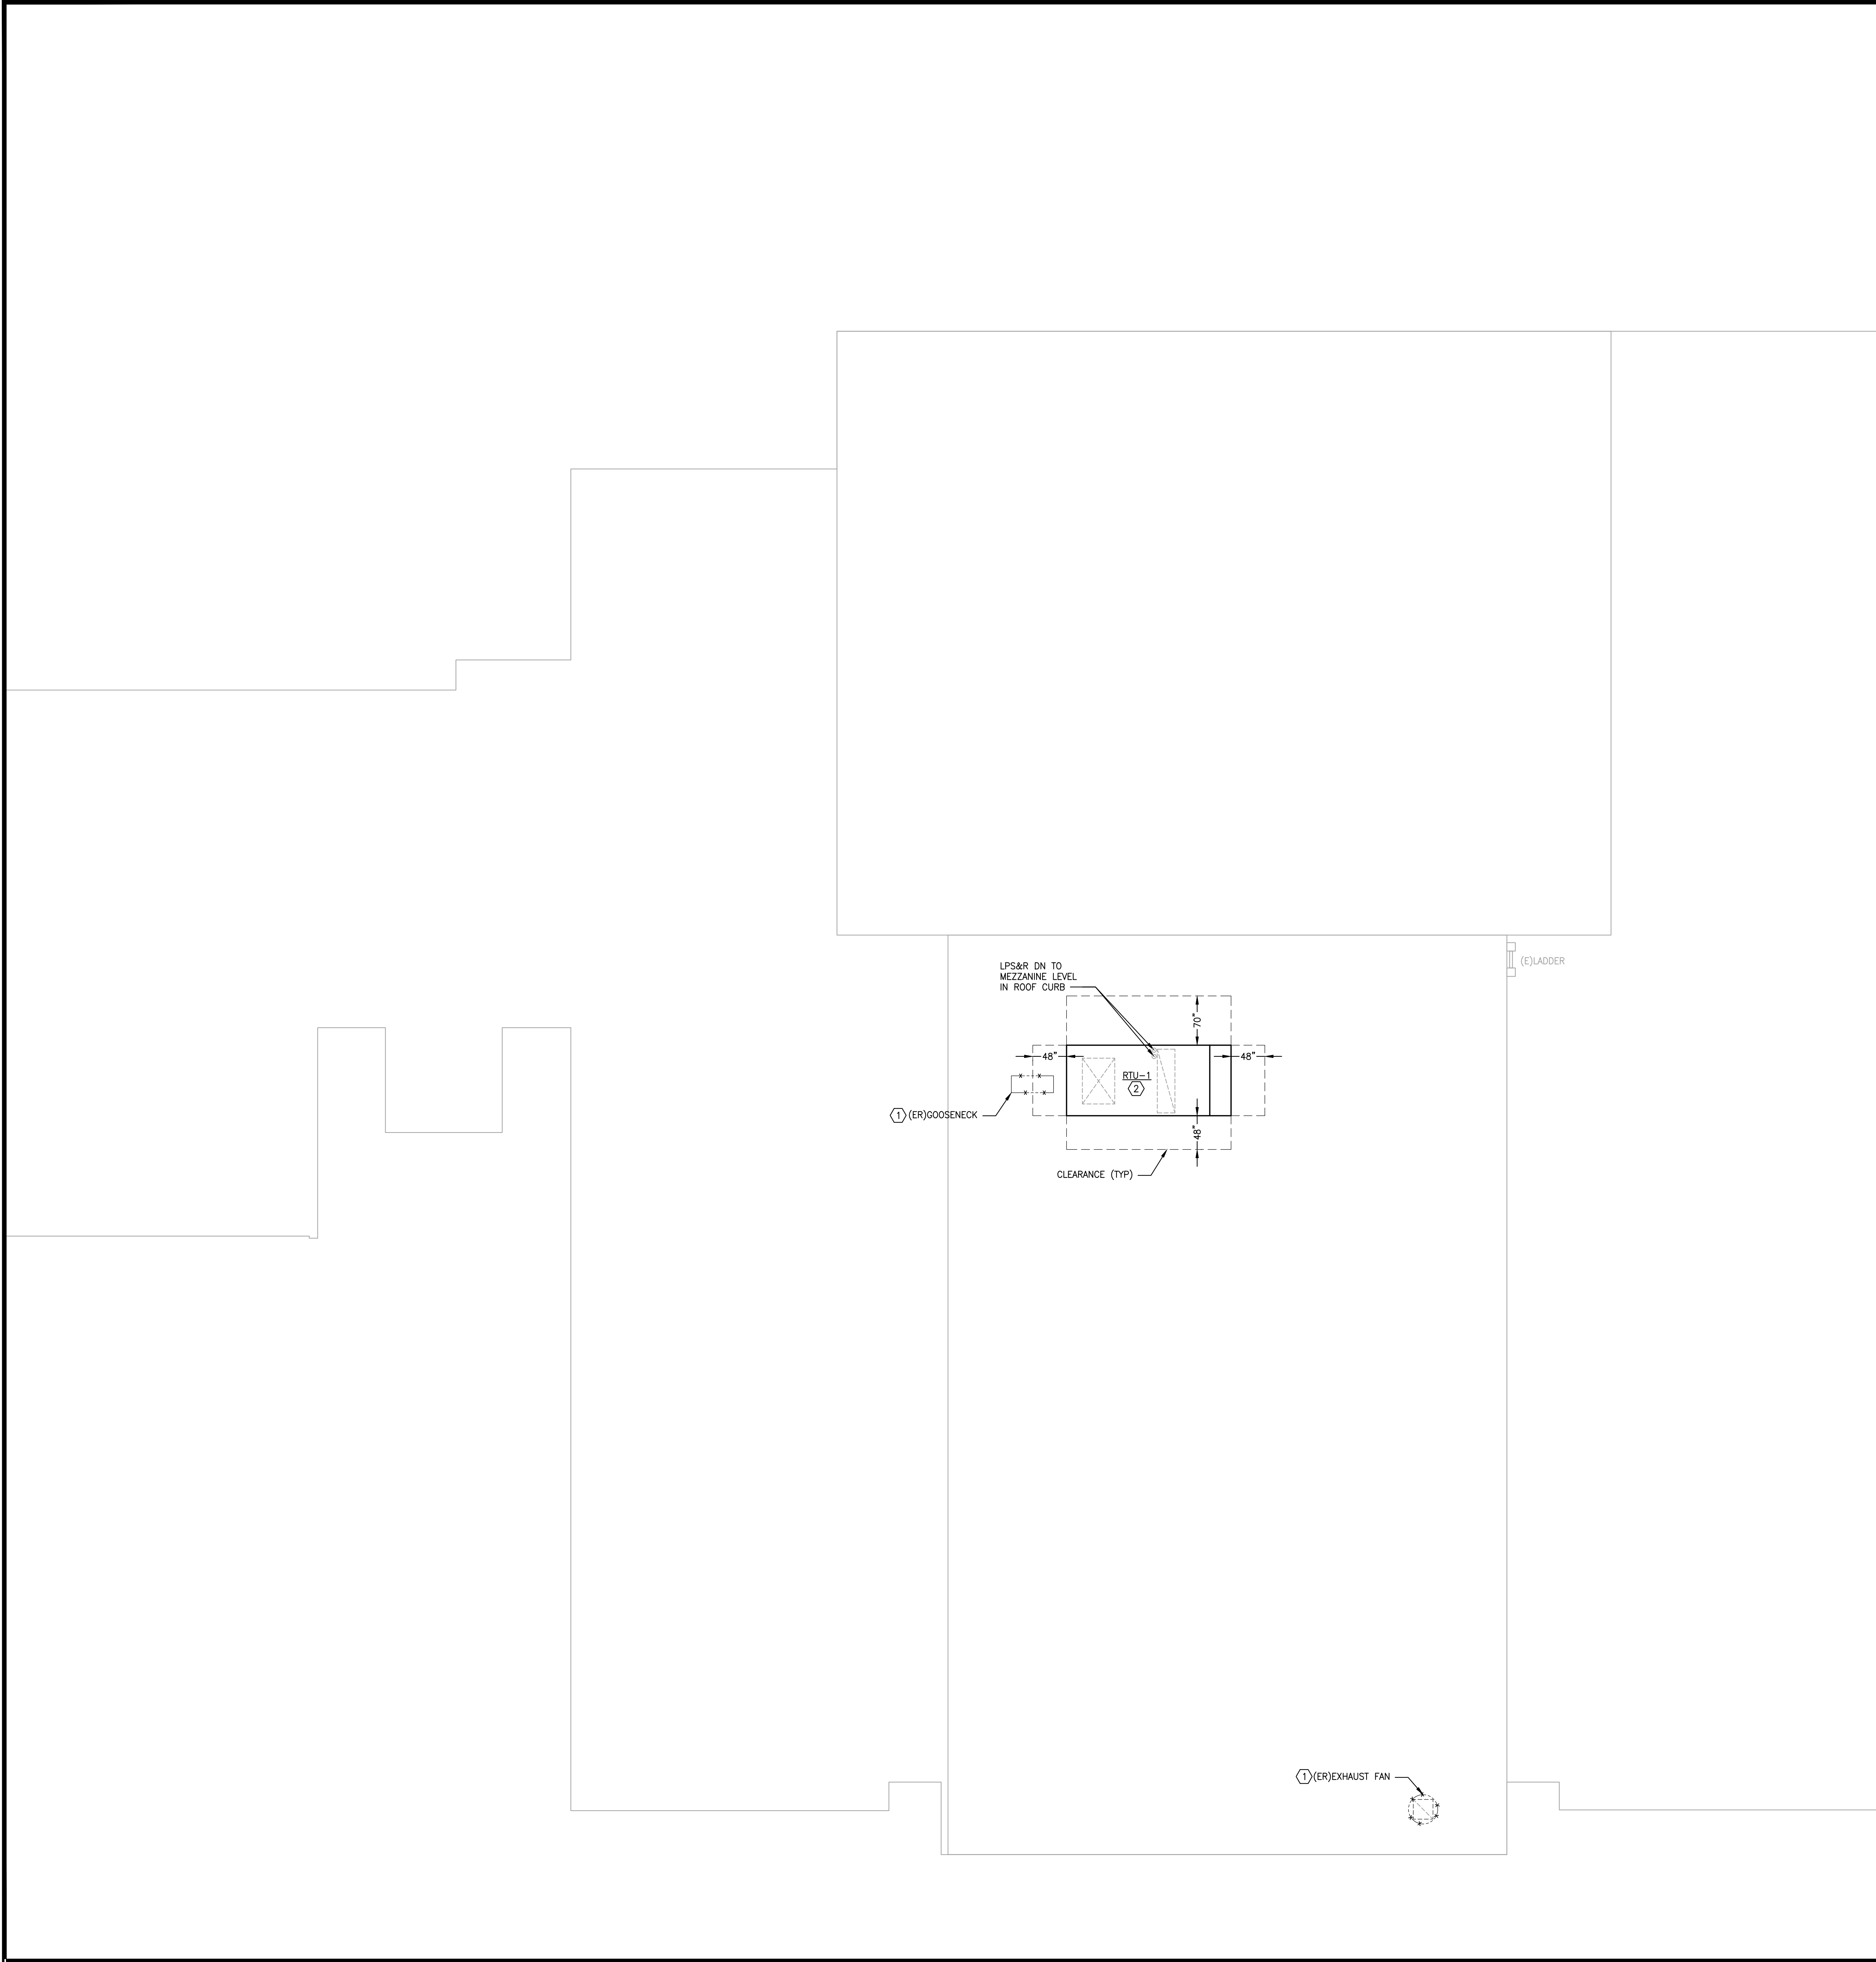 (E)LADDER
LPS&R DN TO
MEZZANINE LEVEL
IN ROOF CURB
70"
48"
48"
RTU-1
2
1 (ER)GOOSENECK
48"
CLEARANCE (TYP)
1 (ER)EXHAUST FAN